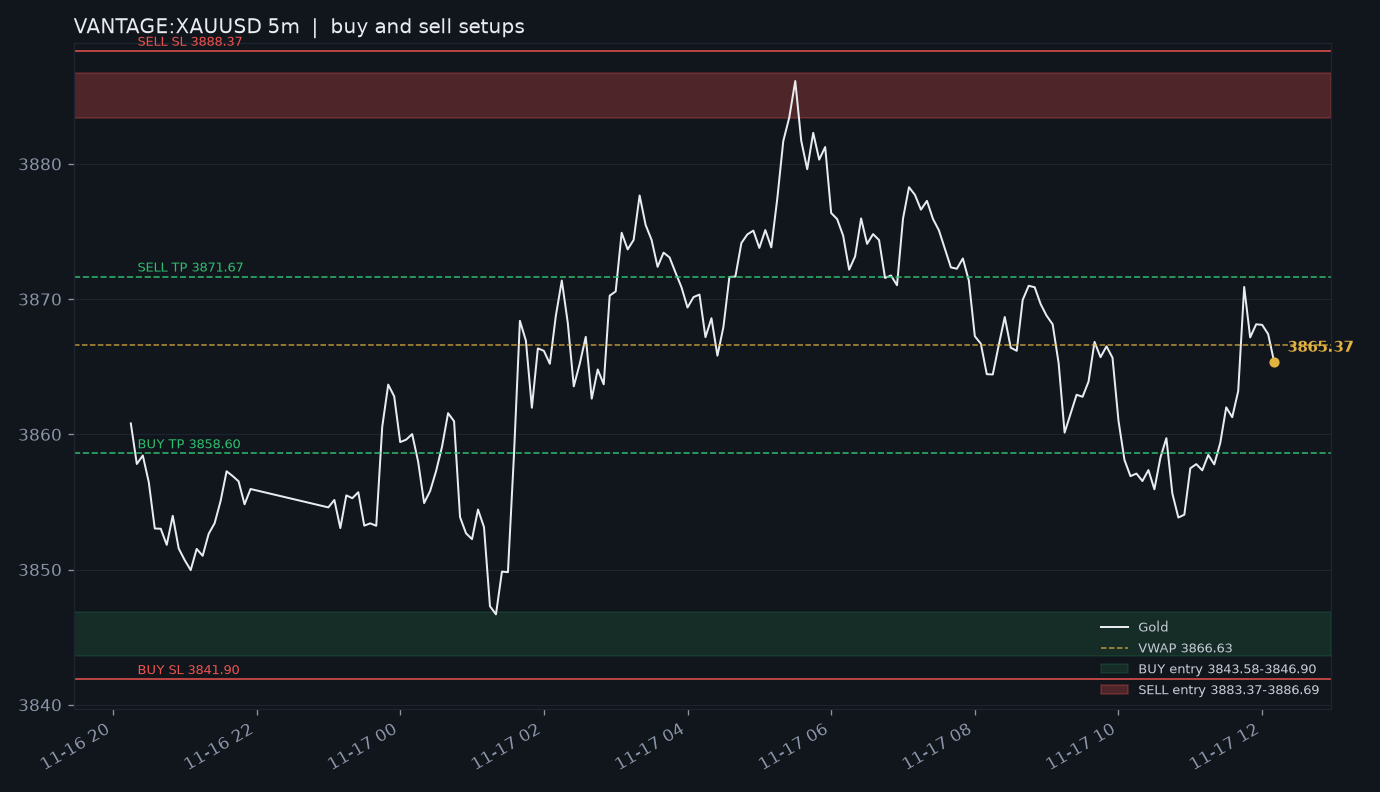 VANTAGE:XAUUSD 5m | buy and sell setups
SELL SL 3888.37
3880
SELL TP 3871.67
3870
3865.37
3860
BUY TP 3858.60
3850
Gold
VWAP 3866.63
BUY SL 3841.90
BUY entry 3843.58-3846.90
SELL entry 3883.37-3886.69
3840
11-16 20
11-16 22
11-17 00
11-17 02
11-17 04
11-17 06
11-17 08
11-17 10
11-17 12